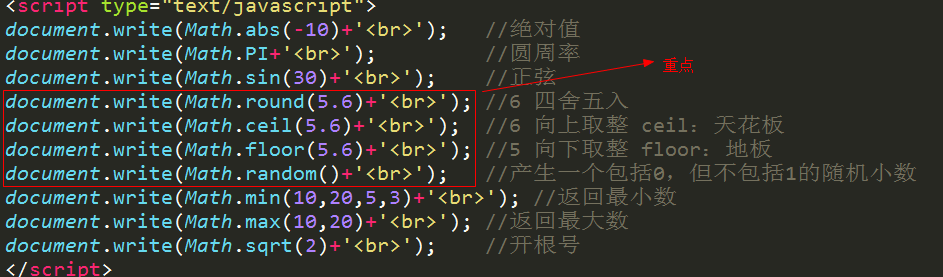 <script type="text/javascript">
document.write(Math.abs(-10)+'<br>');   //绝对值
document.write(Math.PI+'<br>');         //圆周率
document.write(Math.sin(30)+'<br>');    //正弦
重点
document.write(Math.round(5.6)+'<br>'); //6 四舍五入
document.write(Math.ceil(5.6)+'<br>');  //6 向上取整 ceil：天花板
document.write(Math.floor(5.6)+'<br>'); //5 向下取整 floor：地板
document.write(Math.random()+'<br>');   //产生一个包括0，但不包括1的随机小数
document.write(Math.min(10,20,5,3)+'<br>'); //返回最小数
document.write(Math.max(10,20)+'<br>'); //返回最大数
document.write(Math.sqrt(2)+'<br>');    //开根号
</script>